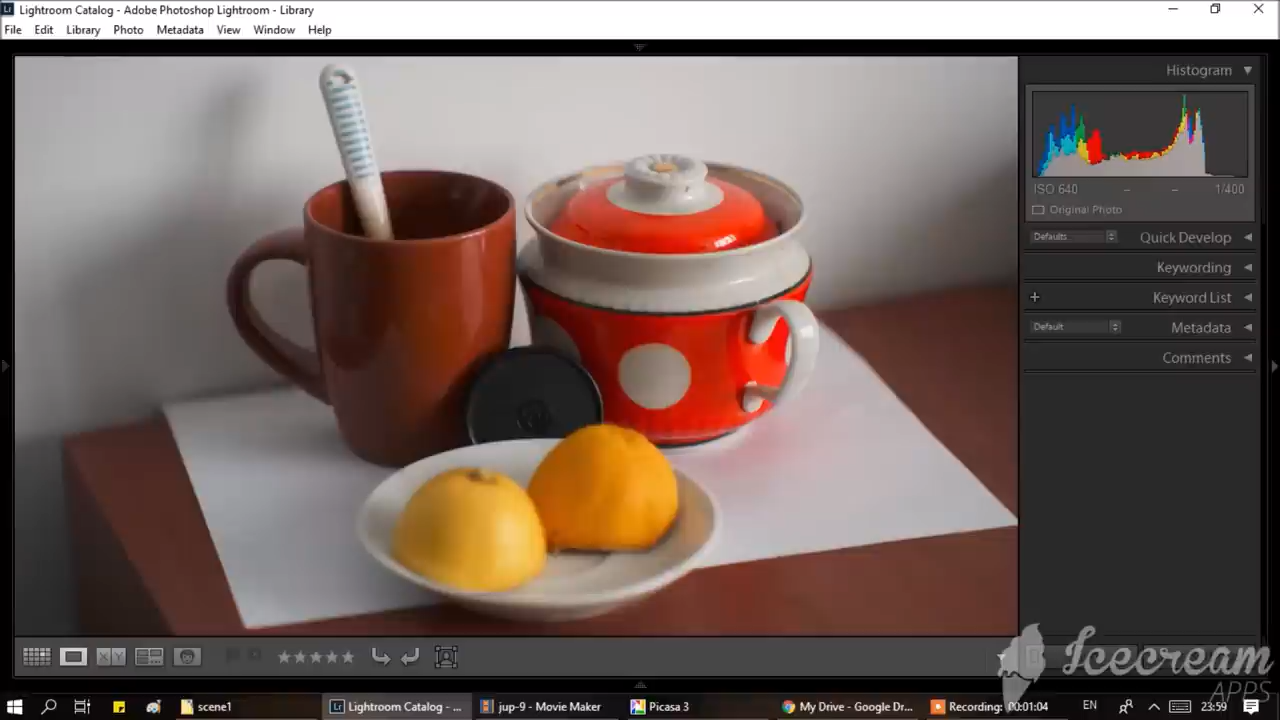 Lightroom Catalog - Adobe Photoshop Lightroom - Library
File Edit Library Photo Metadata View Window Help
Histogram
ISO 640 – – 1/400
Original Photo
Defaults Quick Develop
Keywording
+ Keyword List
Default Metadata
Comments
X Y
Icecream
APPS
scene1 Lr Lightroom Catalog - ... jup-9 - Movie Maker Picasa 3 My Drive - Google Dr... Recording: 00:01:04 EN 23:59